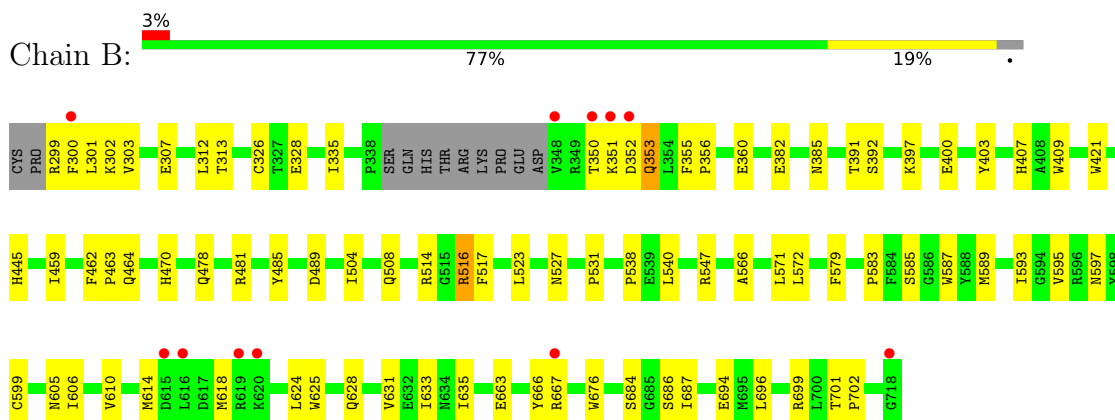 3%
Chain B:
77% 19% •
CYS PRO R299 F300 L301 K302 V303 E307 L312 T313 C326 T327 E328 I335 P338 SER GLN HIS THR ARG LYS PRO GLU ASP V348 R349 T350 K351 D352 Q353 L354 F355 P356 E360 E382 N385 T391 S392 K397 E400 Y403 H407 A408 W409 W421
H445 I459 F462 P463 Q464 H470 Q478 R481 Y485 D489 I504 Q508 R514 G515 R516 F517 L523 N527 P531 P538 E539 L540 R547 A566 L571 L572 F579 P583 F584 S585 G586 W587 Y588 M589 I593 G594 V595 R596 N597 Y598
C599 N605 I606 V610 M614 D615 L616 D617 M618 R619 K620 L624 W625 Q628 V631 E632 I633 N634 I635 E663 Y666 R667 W676 S684 G685 S686 I687 E694 M695 L696 R699 L700 T701 P702 G718